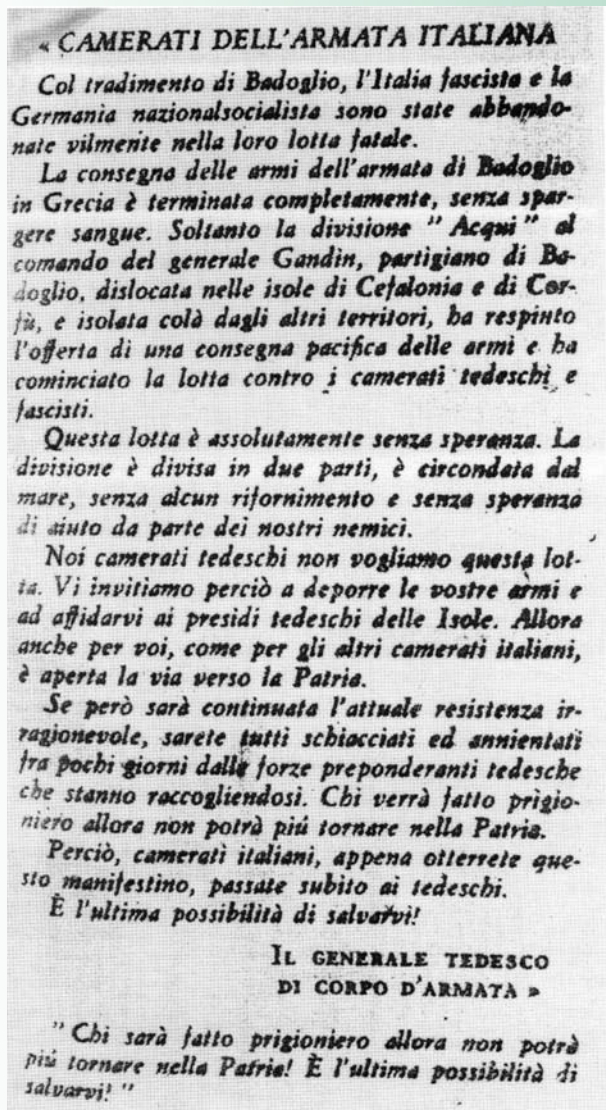 « CAMERATI DELL'ARMATA ITALIANA
Col tradimento di Badoglio, l'Italia fascista e la
Germania nazionalsocialista sono state abbando-
nate vilmente nella loro lotta fatale.
La consegna delle armi dell'armata di Badoglio
in Grecia è terminata completamente, senza spar-
gere sangue. Soltanto la divisione " Acqui " al
comando del generale Gandin, partigiano di Ba-
doglio, dislocata nelle isole di Cefalonia e di Cor-
fù, e isolata colà dagli altri territori, ha respinto
l'offerta di una consegna pacifica delle armi e ha
cominciato la lotta contro i camerati tedeschi e
fascisti.
Questa lotta è assolutamente senza speranza. La
divisione è divisa in due parti, è circondata dal
mare, senza alcun rifornimento e senza speranza
di aiuto da parte dei nostri nemici.
Noi camerati tedeschi non vogliamo questa lot-
ta. Vi invitiamo perciò a deporre le vostre armi e
ad affidarvi ai presidi tedeschi delle Isole. Allora
anche per voi, come per gli altri camerati italiani,
è aperta la via verso la Patria.
Se però sarà continuata l'attuale resistenza ir-
ragionevole, sarete tutti schiacciati ed annientati
fra pochi giorni dalle forze preponderanti tedesche
che stanno raccogliendosi. Chi verrà fatto prigio-
niero allora non potrà piú tornare nella Patria.
Perciò, camerati italiani, appena otterrete que-
sto manifestino, passate subito ai tedeschi.
È l'ultima possibilità di salvarvi!
IL GENERALE TEDESCO
DI CORPO D'ARMATA »
" Chi sarà fatto prigioniero allora non potrà
piú tornare nella Patria! È l'ultima possibilità di
salvarvi! "